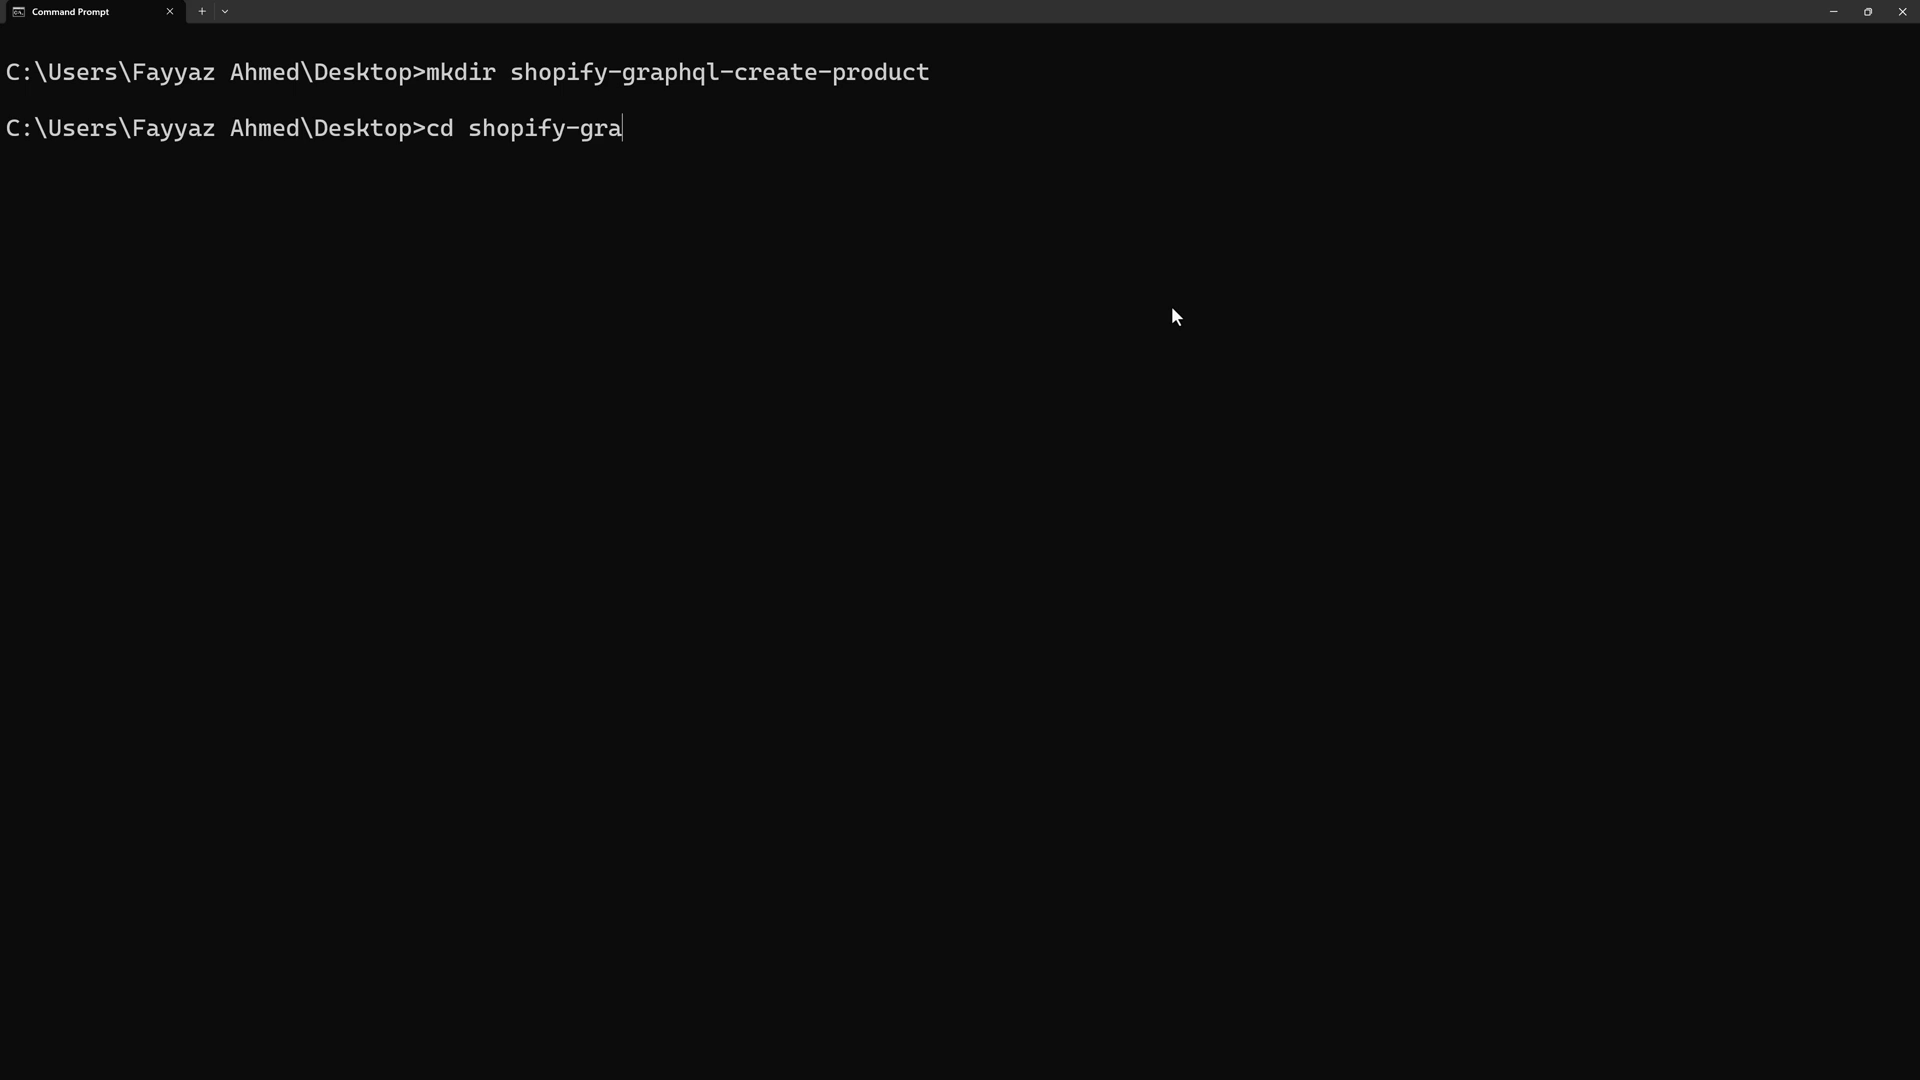 Command Prompt
C:\Users\Fayyaz Ahmed\Desktop>mkdir shopify-graphql-create-product
C:\Users\Fayyaz Ahmed\Desktop>cd shopify-gra